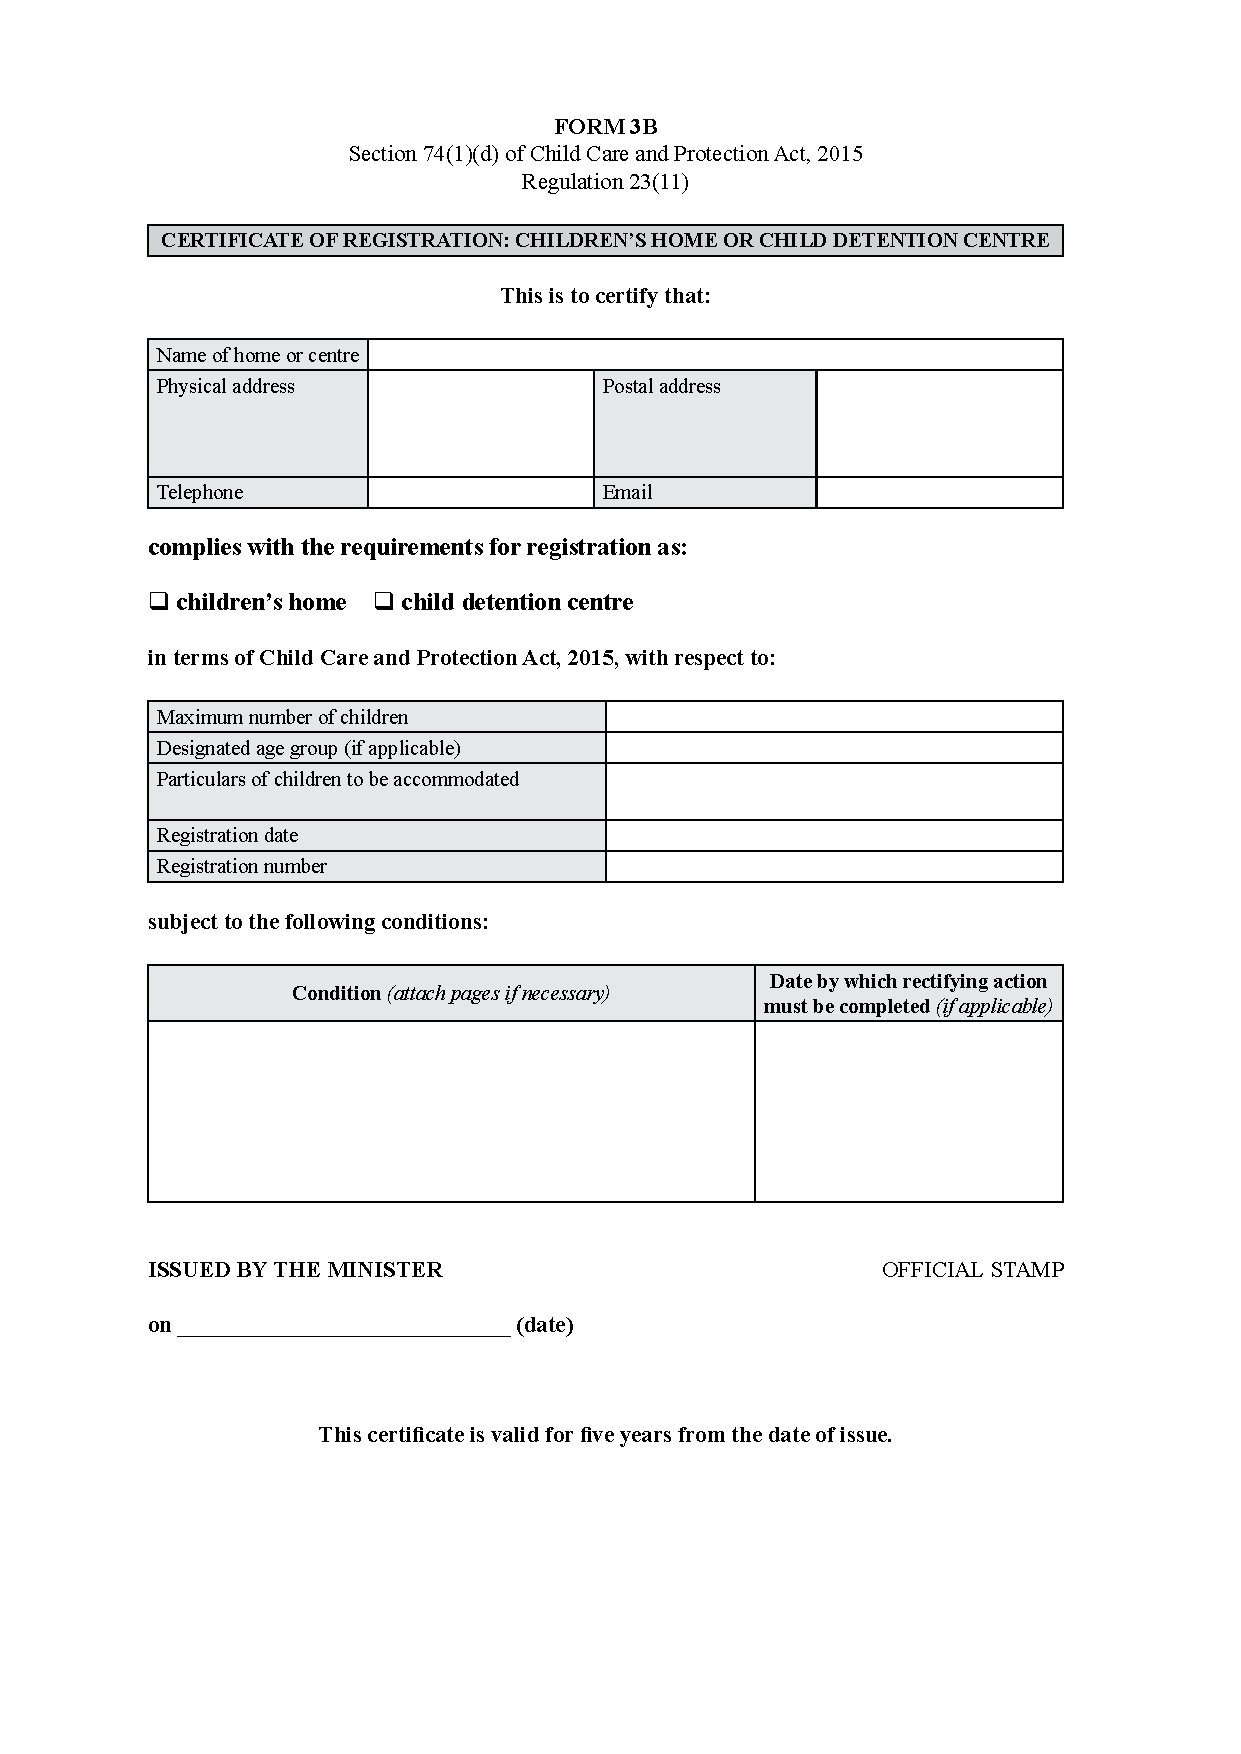 FORM 3B
Section 74(1)(d) of Child Care and Protection Act, 2015
Regulation 23(11)
CERTIFICATE OF REGISTRATION: CHILDREN’S HOME OR CHILD DETENTION CENTRE
This is to certify that:
Name of home or centre
Physical address
Postal address
Telephone
Email
complies with the requirements for registration as:
❑ children’s home ❑ child detention centre
in terms of Child Care and Protection Act, 2015, with respect to:
Maximum number of children
Designated age group (if applicable)
Particulars of children to be accommodated
Registration date
Registration number
subject to the following conditions:
Condition (attach pages if necessary)
Date by which rectifying action
must be completed (if applicable)
ISSUED BY THE MINISTER
OFFICIAL STAMP
on ______________________________ (date)
This certificate is valid for five years from the date of issue.